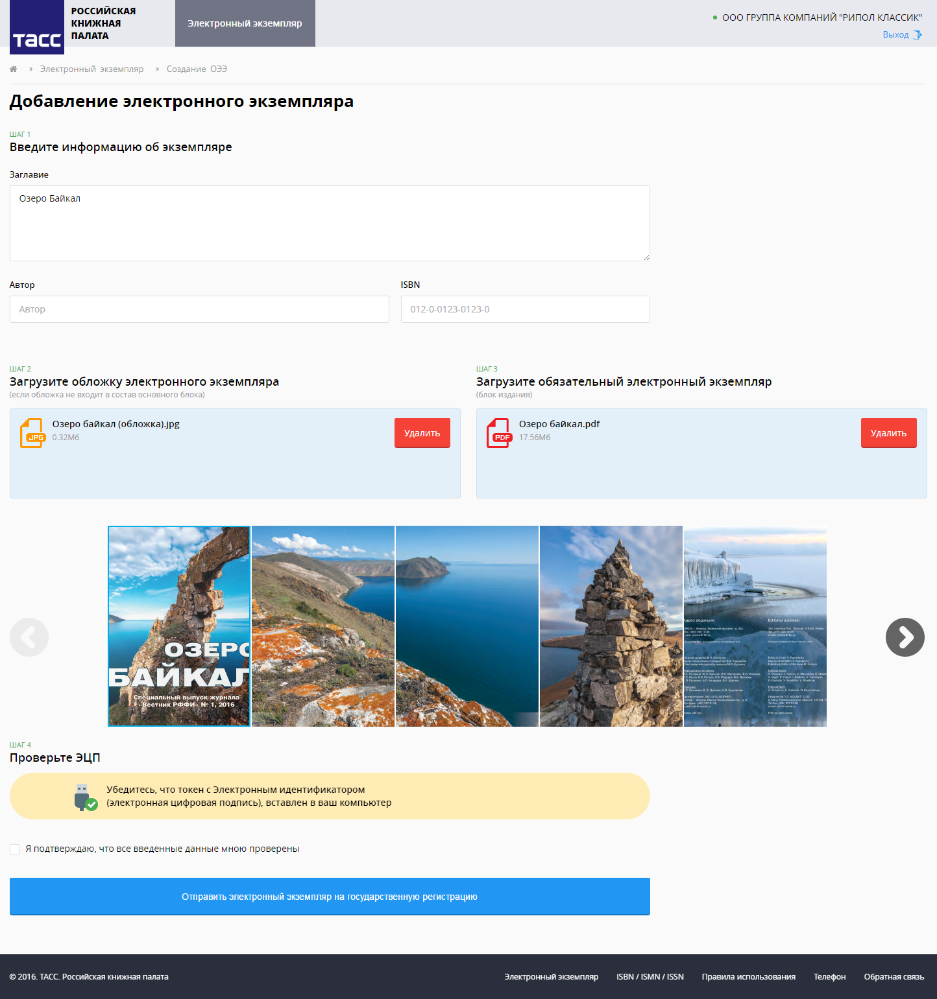 тасс
РОССИЙСКАЯ
КНИЖНАЯ
ПАЛАТА
Электронный экземпляр
ООО ГРУППА КОМПАНИЙ "РИПОЛ КЛАССИК"
Выход
» Электронный экземпляр » Создание ОЭЭ
Добавление электронного экземпляра
ШАГ 1
Введите информацию об экземпляре
Заглавие
Озеро Байкал
Автор
ISBN
Автор
012-0-0123-0123-0
ШАГ 2
Загрузите обложку электронного экземпляра
(если обложка не входит в состав основного блока)
JPG
Озеро байкал (обложка).jpg
0.32Мб
Удалить
ШАГ 3
Загрузите обязательный электронный экземпляр
(блок издания)
PDF
Озеро байкал.pdf
17.56Мб
Удалить
ОЗЕРО
БАЙКАЛ
Специальный выпуск журнала
«Вестник РФФИ» № 1, 2016
Адрес редакции:
Editorial address:
ШАГ 4
Проверьте ЭЦП
Убедитесь, что токен с Электронным идентификатором
(электронная цифровая подпись), вставлен в ваш компьютер
Я подтверждаю, что все введенные данные мною проверены
Отправить электронный экземпляр на государственную регистрацию
© 2016. ТАСС. Российская книжная палата
Электронный экземпляр
ISBN / ISMN / ISSN
Правила использования
Телефон
Обратная связь